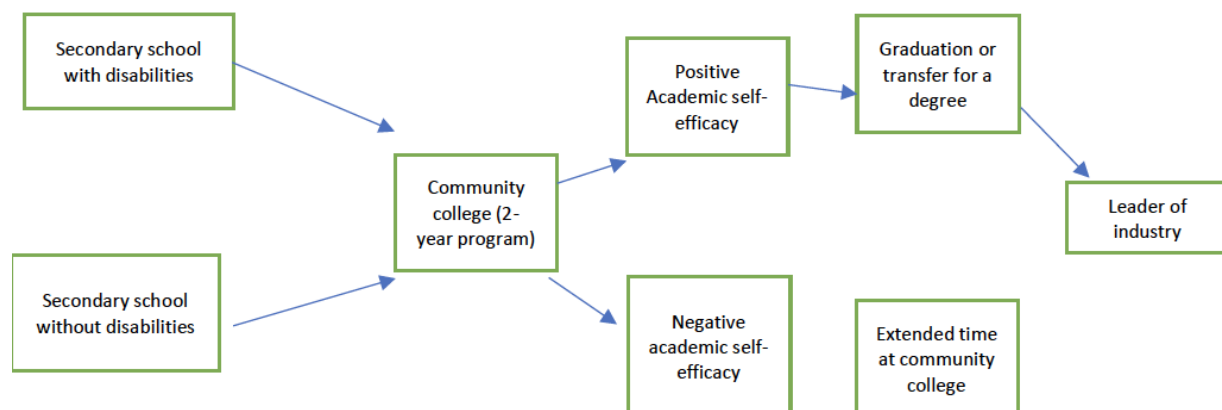 Secondary school
with disabilities
Community
college (2-
year program)
Secondary school
without disabilities
Positive
Academic self-
efficacy
Graduation or
transfer for a
degree
Leader of
industry
Negative
academic self-
efficacy
Extended time
at community
college